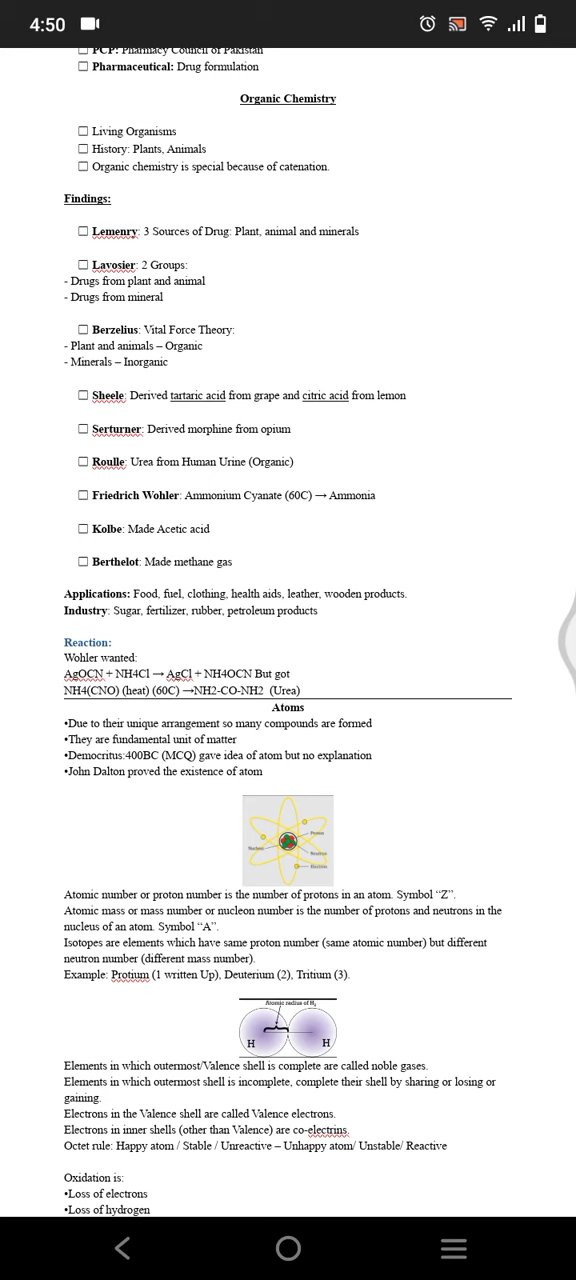 4:50
☐ PCP: Pharmacy Council of Pakistan
☐ Pharmaceutical: Drug formulation
Organic Chemistry
☐ Living Organisms
☐ History: Plants, Animals
☐ Organic chemistry is special because of catenation.
Findings:
☐ Lemenry: 3 Sources of Drug: Plant, animal and minerals
☐ Lavosier: 2 Groups:
- Drugs from plant and animal
- Drugs from mineral
☐ Berzelius: Vital Force Theory:
- Plant and animals – Organic
- Minerals – Inorganic
☐ Sheele: Derived tartaric acid from grape and citric acid from lemon
☐ Serturner: Derived morphine from opium
☐ Roulle: Urea from Human Urine (Organic)
☐ Friedrich Wohler: Ammonium Cyanate (60C) → Ammonia
☐ Kolbe: Made Acetic acid
☐ Berthelot: Made methane gas
Applications: Food, fuel, clothing, health aids, leather, wooden products.
Industry: Sugar, fertilizer, rubber, petroleum products
Reaction:
Wohler wanted:
AgOCN + NH4Cl → AgCl + NH4OCN But got
NH4(CNO) (heat) (60C) →NH2-CO-NH2 (Urea)
Atoms
•Due to their unique arrangement so many compounds are formed
•They are fundamental unit of matter
•Democritus:400BC (MCQ) gave idea of atom but no explanation
•John Dalton proved the existence of atom
Proton
Nucleus
Neutron
Electron
Atomic number or proton number is the number of protons in an atom. Symbol “Z”.
Atomic mass or mass number or nucleon number is the number of protons and neutrons in the
nucleus of an atom. Symbol “A”.
Isotopes are elements which have same proton number (same atomic number) but different
neutron number (different mass number).
Example: Protium (1 written Up), Deuterium (2), Tritium (3).
Atomic radius of H₂
H H
Elements in which outermost/Valence shell is complete are called noble gases.
Elements in which outermost shell is incomplete, complete their shell by sharing or losing or
gaining.
Electrons in the Valence shell are called Valence electrons.
Electrons in inner shells (other than Valence) are co-electrins.
Octet rule: Happy atom / Stable / Unreactive – Unhappy atom/ Unstable/ Reactive
Oxidation is:
•Loss of electrons
•Loss of hydrogen